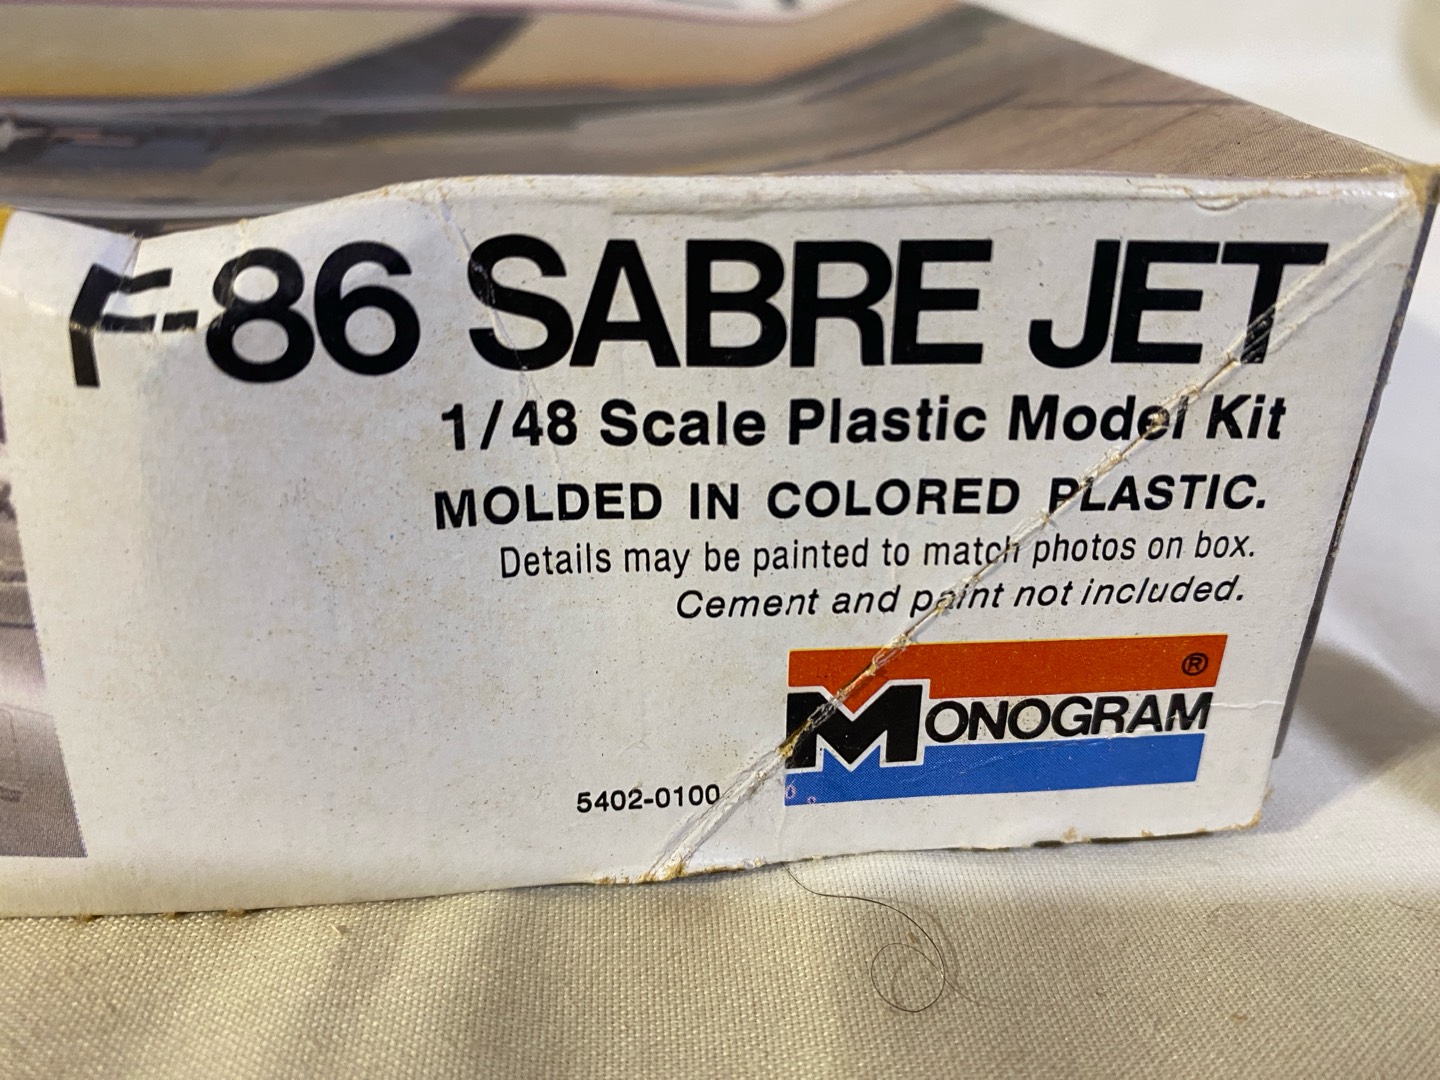 F-86 SABRE JET
1/48 Scale Plastic Model Kit
MOLDED IN COLORED PLASTIC.
Details may be painted to match photos on box.
Cement and paint not included.
®
MONOGRAM
5402-0100